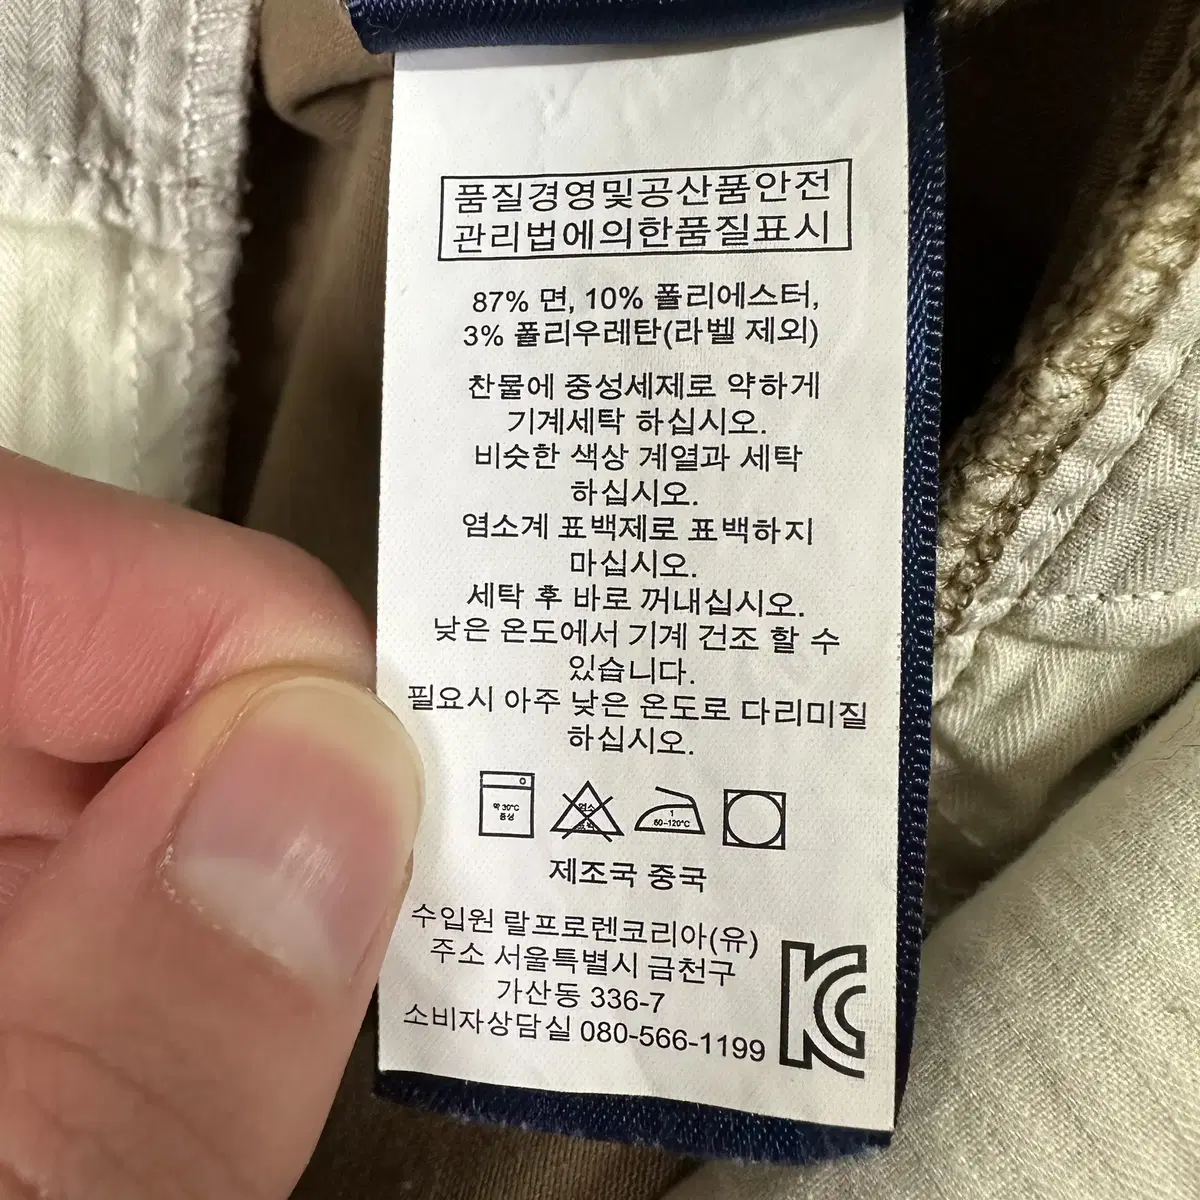 품질경영및공산품안전
관리법에의한품질표시
87% 면, 10% 폴리에스터,
3% 폴리우레탄(라벨 제외)
찬물에 중성세제로 약하게
기계세탁 하십시오.
비슷한 색상 계열과 세탁
하십시오.
염소계 표백제로 표백하지
마십시오.
세탁 후 바로 꺼내십시오.
낮은 온도에서 기계 건조 할 수
있습니다.
필요시 아주 낮은 온도로 다리미질
하십시오.
약 30°C
중성
염소
표백
1
80-120°C
제조국 중국
수입원 랄프로렌코리아(유)
주소 서울특별시 금천구
가산동 336-7
소비자상담실 080-566-1199
KC